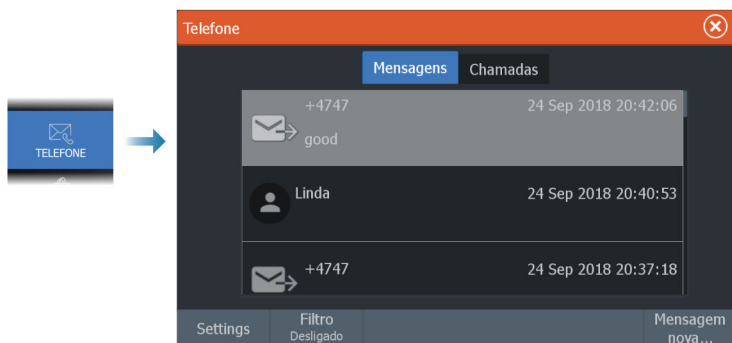 Telefone
Mensagens Chamadas
TELEFONE
+4747 24 Sep 2018 20:42:06
good
Linda 24 Sep 2018 20:40:53
+4747 24 Sep 2018 20:37:18
Settings
Filtro
Desligado
Mensagem
nova...